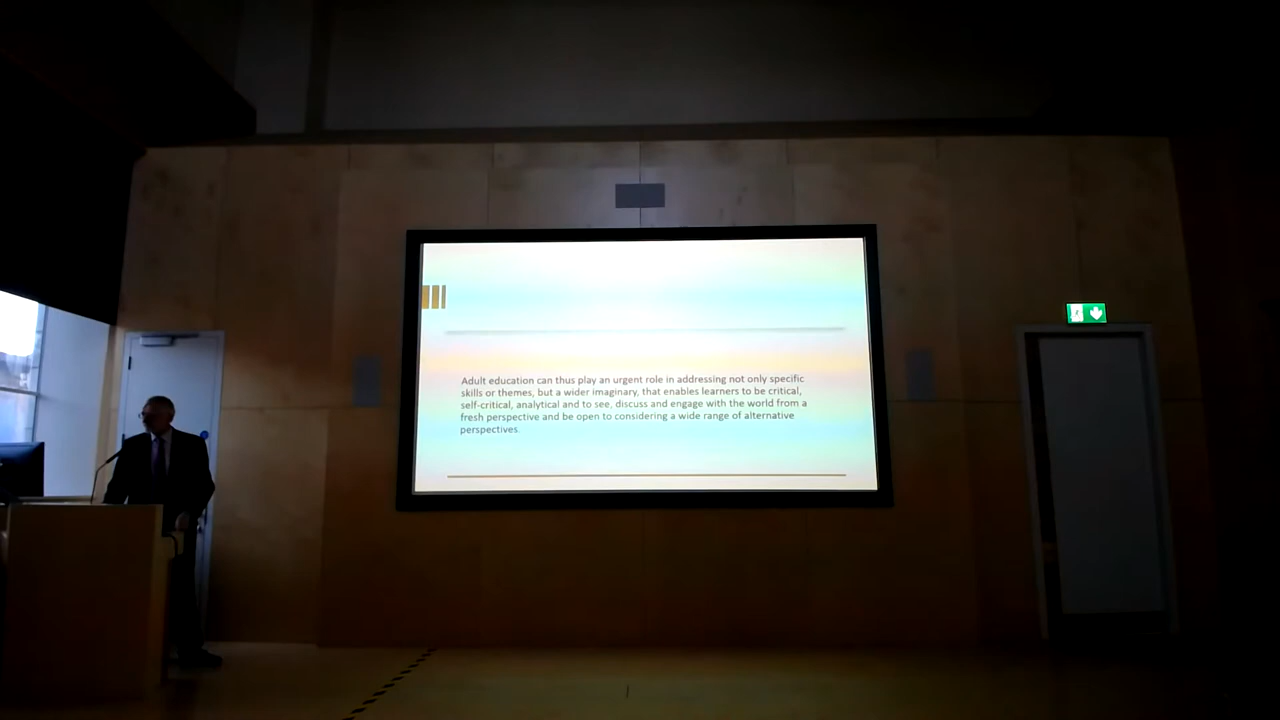 Adult education can thus play an urgent role in addressing not only specific
skills or themes, but a wider imaginary, that enables learners to be critical,
self-critical, analytical and to see, discuss and engage with the world from a
fresh perspective and be open to considering a wide range of alternative
perspectives.